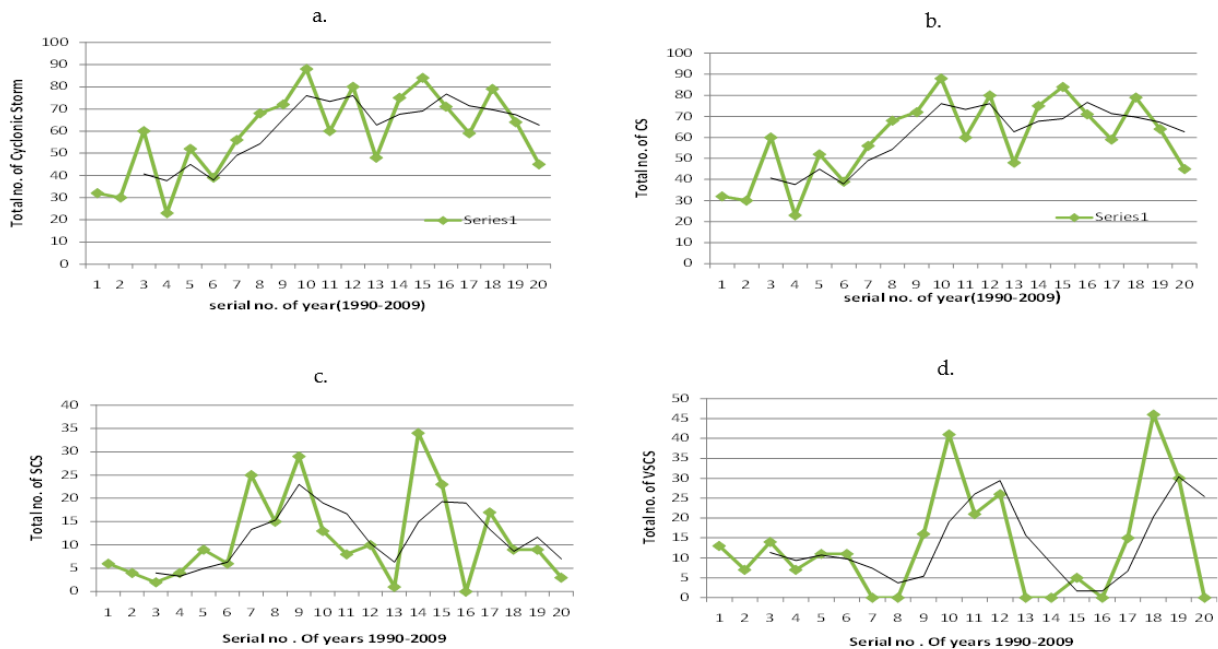 a.
100
90
80
70
60
50
40
30
20
10
0
Total no. of Cyclonic Storm
Series1
1 2 3 4 5 6 7 8 9 10 11 12 13 14 15 16 17 18 19 20
serial no. of year(1990-2009)
b.
100
90
80
70
60
50
40
30
20
10
0
Total no. of CS
Series1
1 2 3 4 5 6 7 8 9 10 11 12 13 14 15 16 17 18 19 20
serial no. of year(1990-2009)
c.
40
35
30
25
20
15
10
5
0
Total no. of SCS
1 2 3 4 5 6 7 8 9 10 11 12 13 14 15 16 17 18 19 20
Serial no . Of years 1990-2009
d.
50
45
40
35
30
25
20
15
10
5
0
Total no. of VSCS
1 2 3 4 5 6 7 8 9 10 11 12 13 14 15 16 17 18 19 20
Serial no . Of years 1990-2009